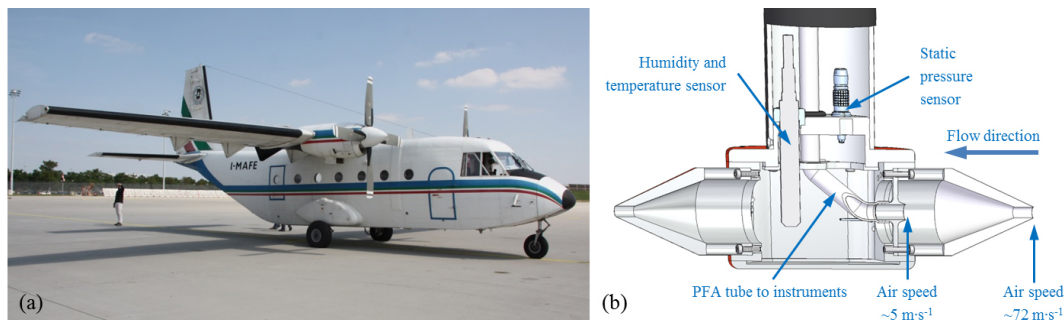 I-MAFE
(a)
Humidity and
temperature sensor
Static
pressure
sensor
Flow direction
PFA tube to instruments
Air speed
~5 m·s⁻¹
Air speed
~72 m·s⁻¹
(b)